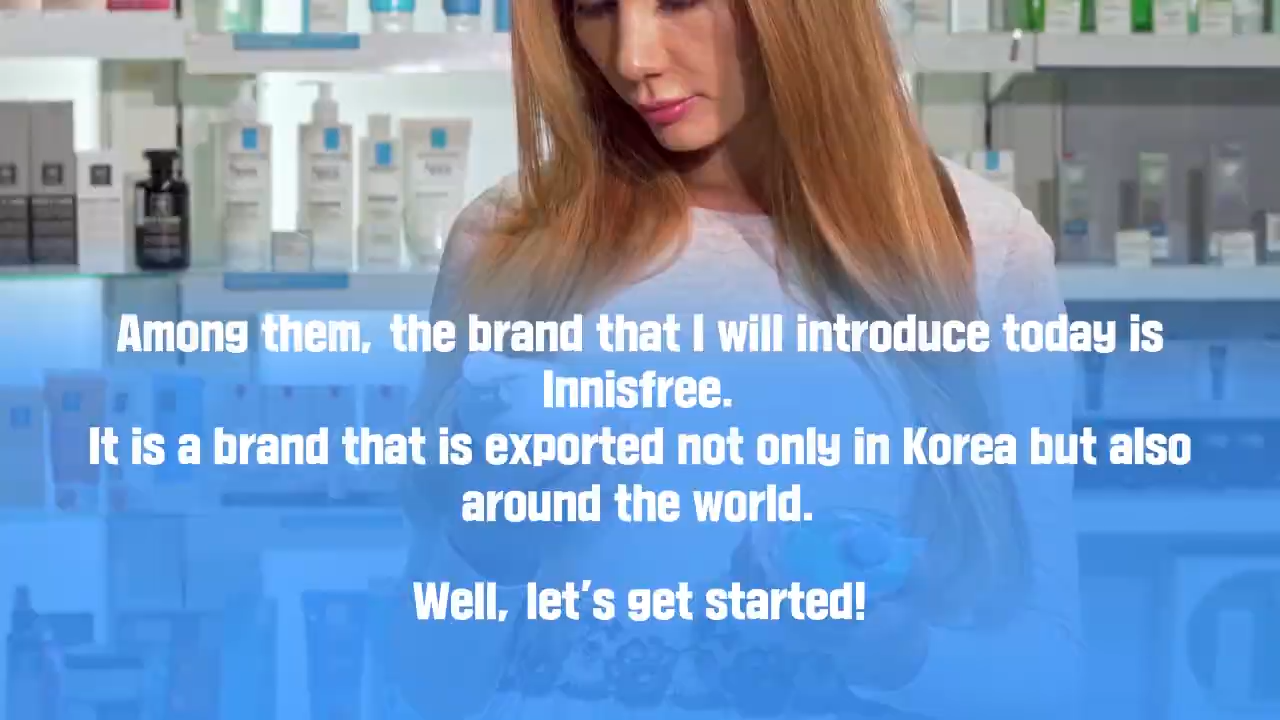 Among them, the brand that I will introduce today is
Innisfree.
It is a brand that is exported not only in Korea but also
around the world.
Well, let's get started!